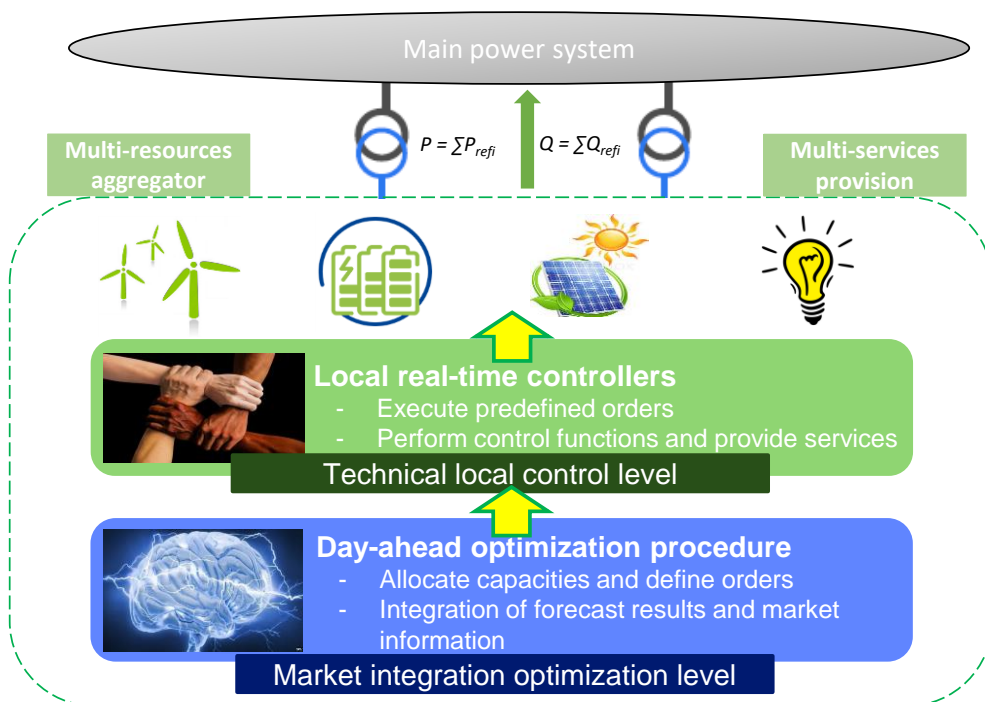 Main power system
Multi-resources
aggregator
P = ∑P_refi
Q = ∑Q_refi
Multi-services
provision
Local real-time controllers
- Execute predefined orders
- Perform control functions and provide services
Technical local control level
Day-ahead optimization procedure
- Allocate capacities and define orders
- Integration of forecast results and market
information
Market integration optimization level